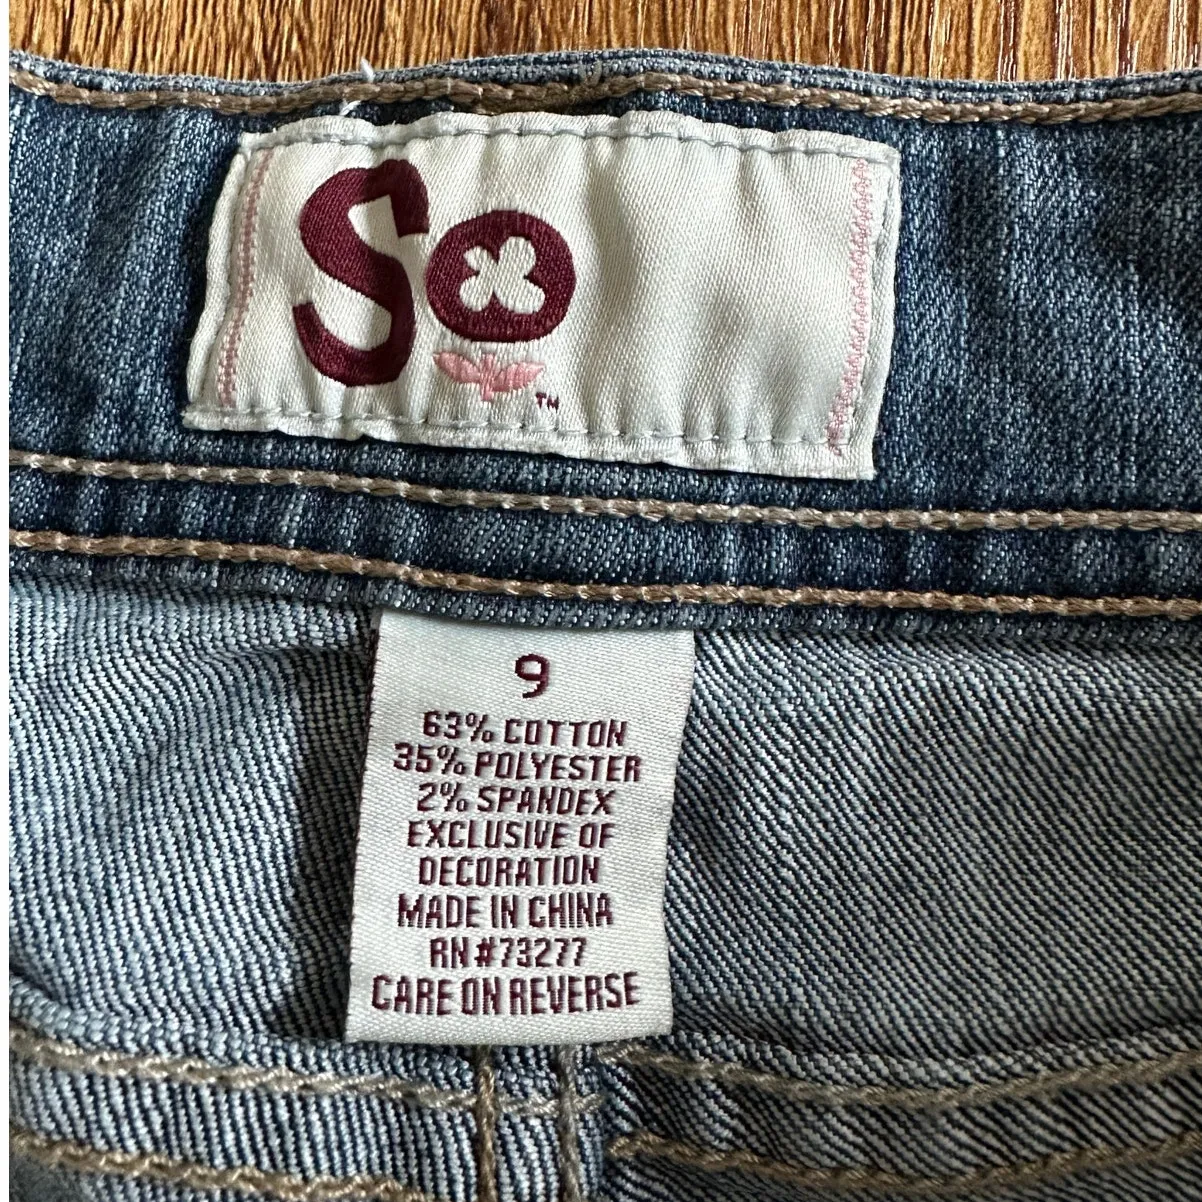 So
TM
9
63% COTTON
35% POLYESTER
2% SPANDEX
EXCLUSIVE OF
DECORATION
MADE IN CHINA
RN#73277
CARE ON REVERSE